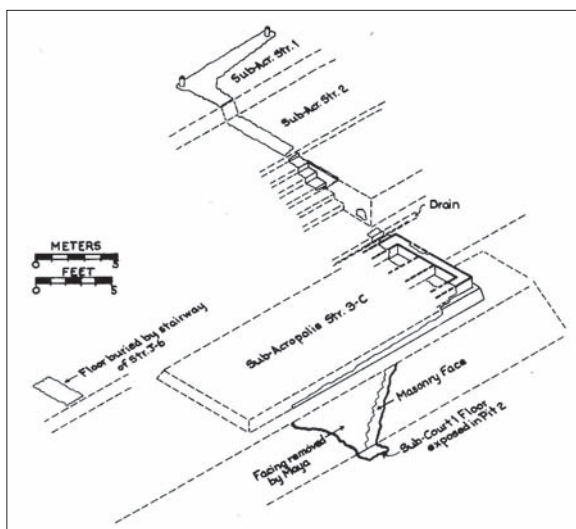 Sub-Acr. Str. 1
Sub-Acr. Str. 2
Drain
METERS
0 5
FEET
0 5
Sub-Acropolis Str. 3-C
Floor buried by stairway
of Str. J-6
Masonry Face
Facing removed
by Maya
Sub-Court 1 Floor
exposed in Pit 2